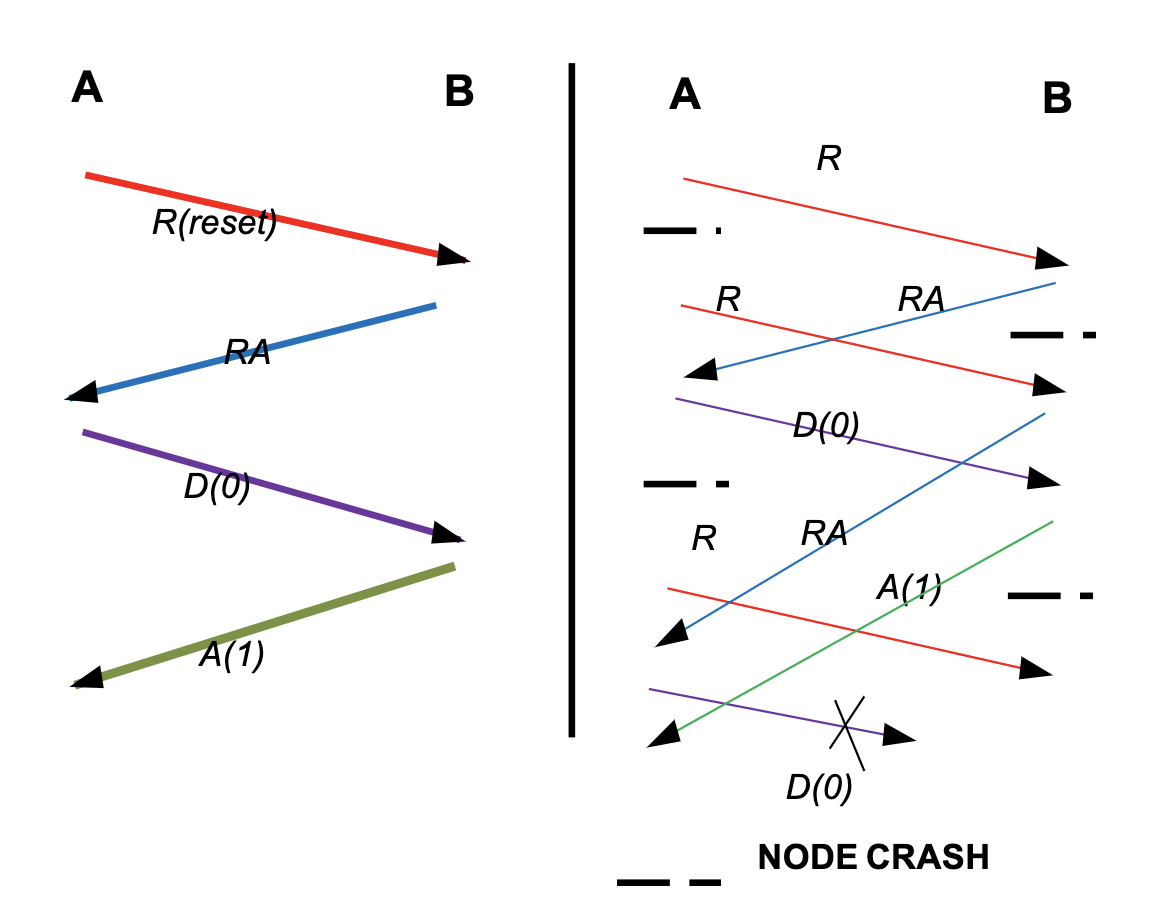 A
B
R(reset)
RA
D(0)
A(1)
A
B
R
R
RA
D(0)
R
RA
A(1)
D(0)
NODE CRASH